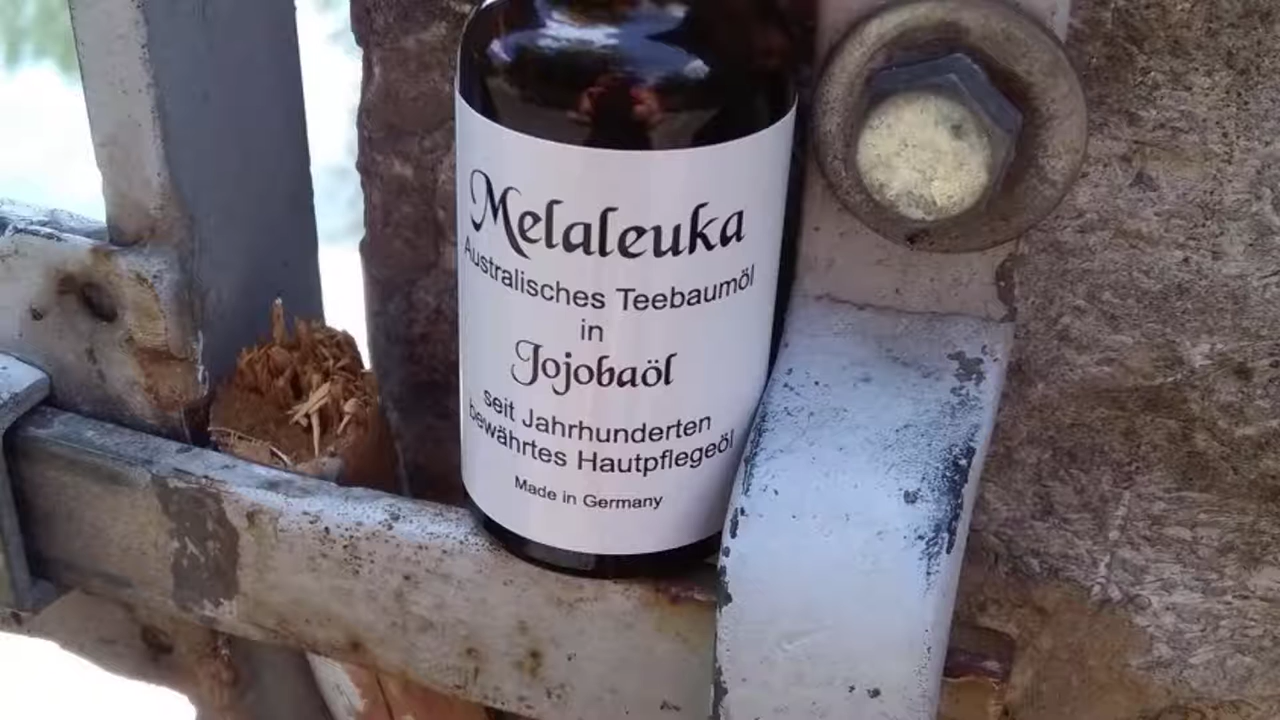 Melaleuka
Australisches Teebaumöl
in
Jojobaöl
seit Jahrhunderten
bewährtes Hautpflegeöl
Made in Germany